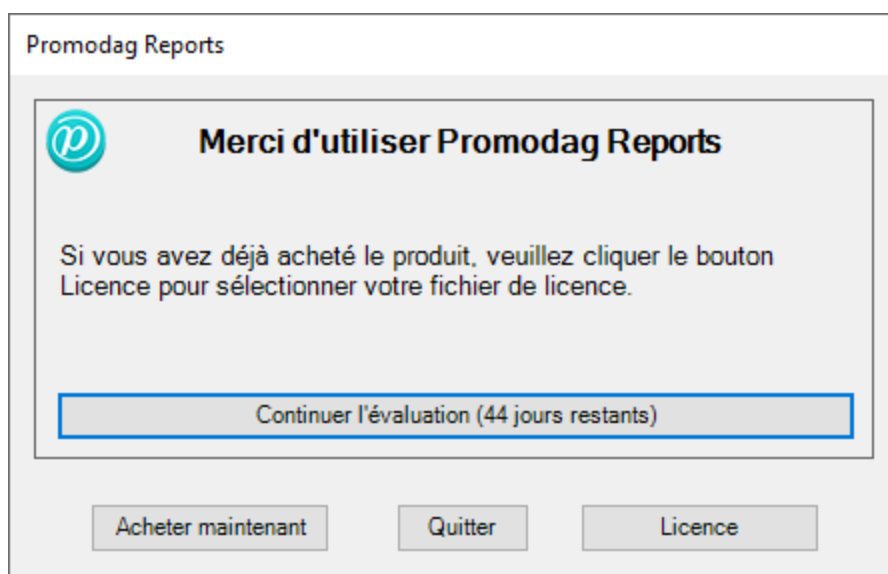 Promodag Reports
Merci d'utiliser Promodag Reports
Si vous avez déjà acheté le produit, veuillez cliquer le bouton
Licence pour sélectionner votre fichier de licence.
Continuer l'évaluation (44 jours restants)
Acheter maintenant
Quitter
Licence